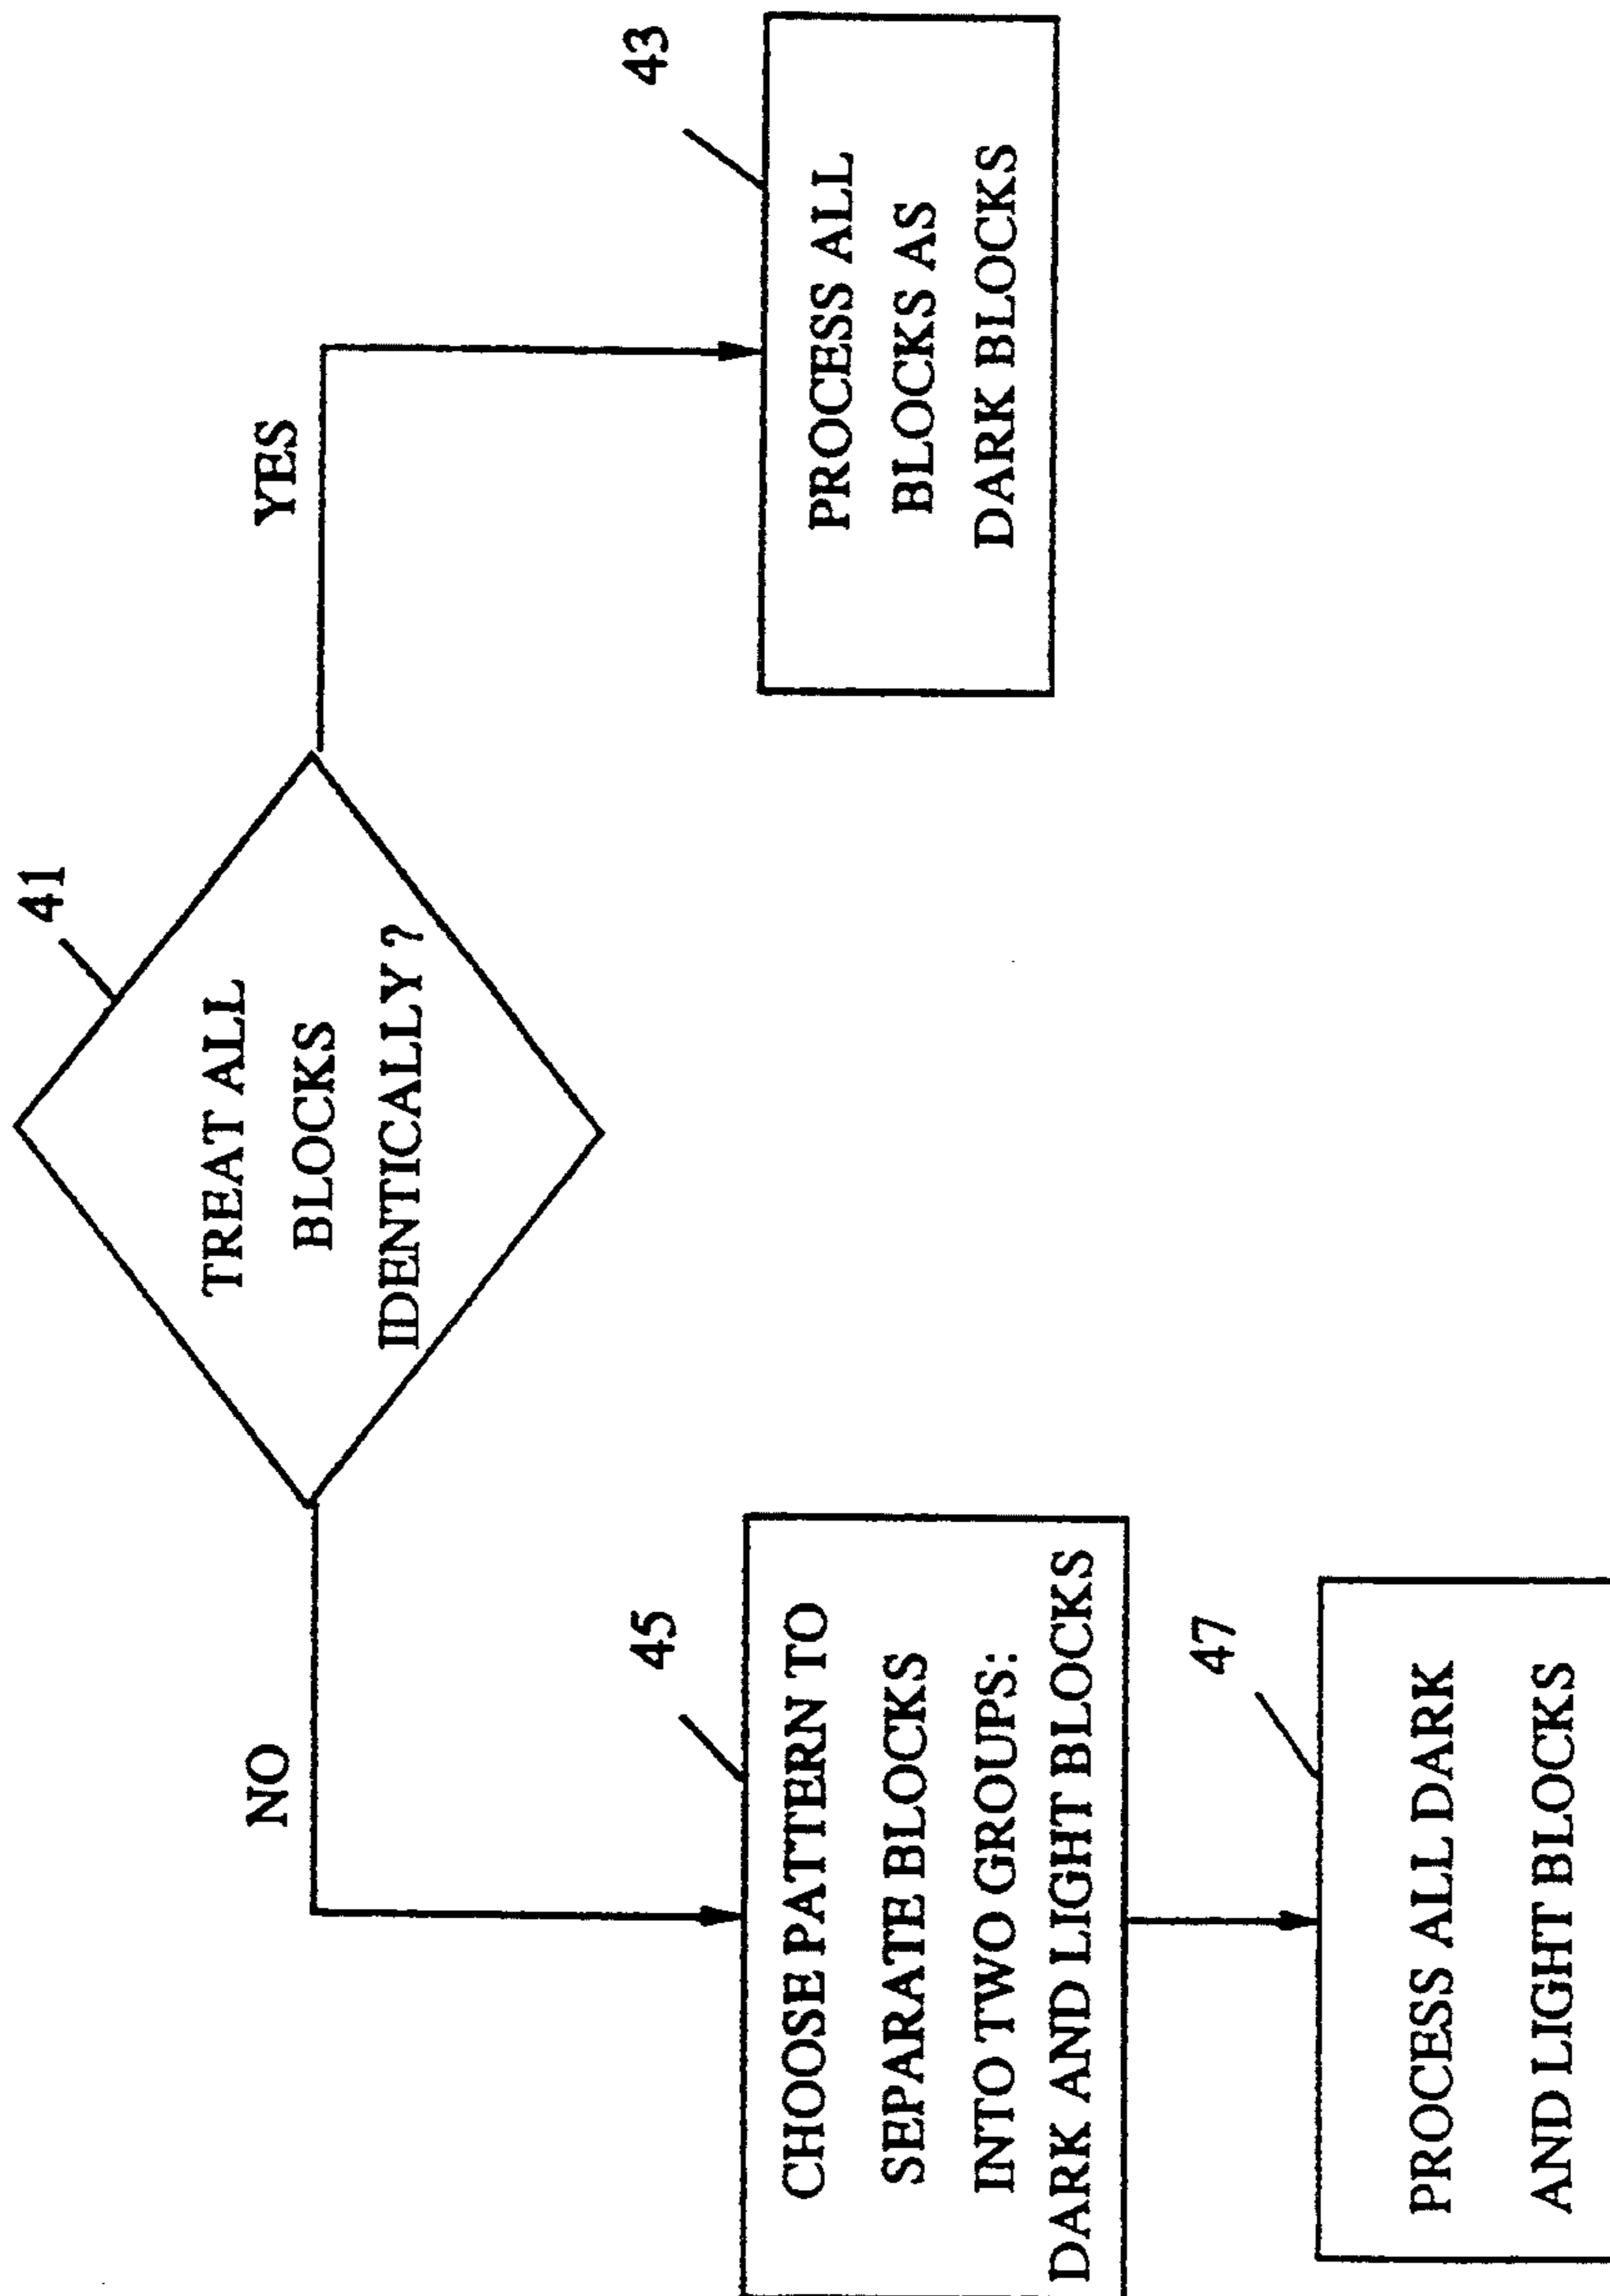 41
TREAT ALL
BLOCKS
IDENTICALLY ?
NO
YES
45
CHOOSE PATTERN TO
SEPARATE BLOCKS
INTO TWO GROUPS:
DARK AND LIGHT BLOCKS
43
PROCESS ALL
BLOCKS AS
DARK BLOCKS
47
PROCESS ALL DARK
AND LIGHT BLOCKS